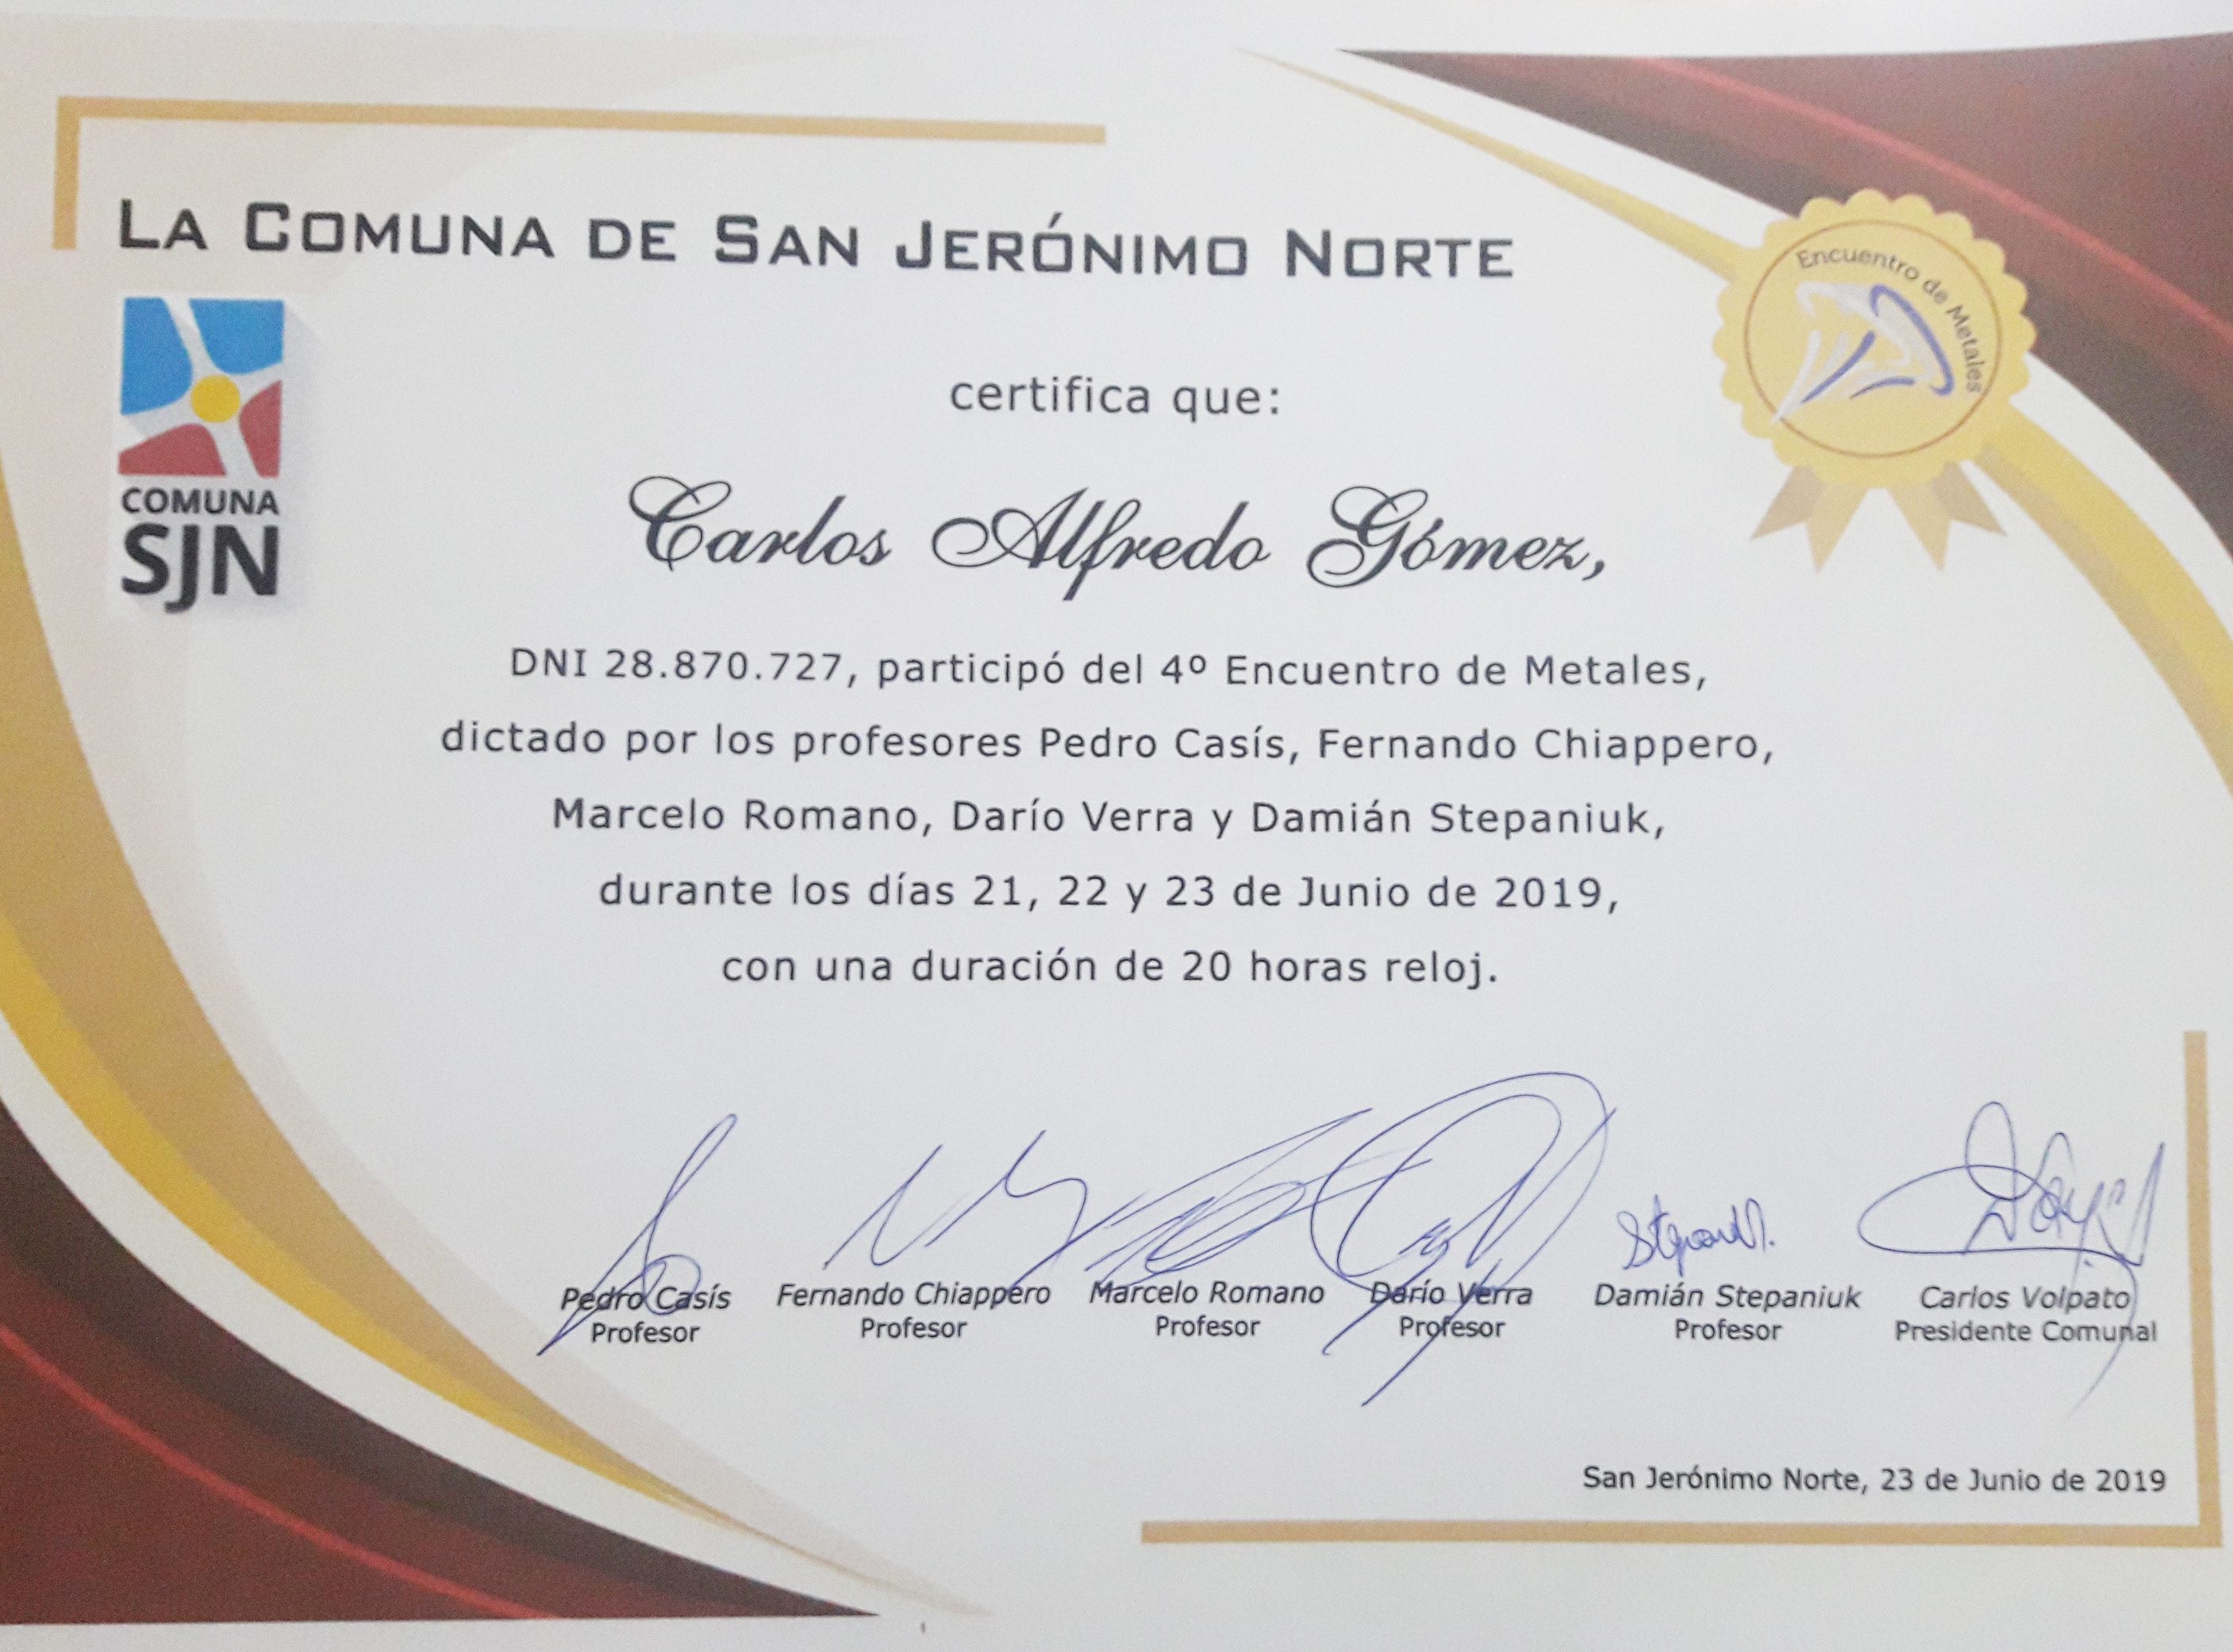 La Comuna de San Jerónimo Norte
Encuentro de Metales
COMUNA
SJN
certifica que:
Carlos Alfredo Gómez,
DNI 28.870.727, participó del 4º Encuentro de Metales,
dictado por los profesores Pedro Casís, Fernando Chiappero,
Marcelo Romano, Darío Verra y Damián Stepaniuk,
durante los días 21, 22 y 23 de Junio de 2019,
con una duración de 20 horas reloj.
Pedro Casís
Profesor
Fernando Chiappero
Profesor
Marcelo Romano
Profesor
Darío Verra
Profesor
Damián Stepaniuk
Profesor
Carlos Volpato
Presidente Comunal
San Jerónimo Norte, 23 de Junio de 2019